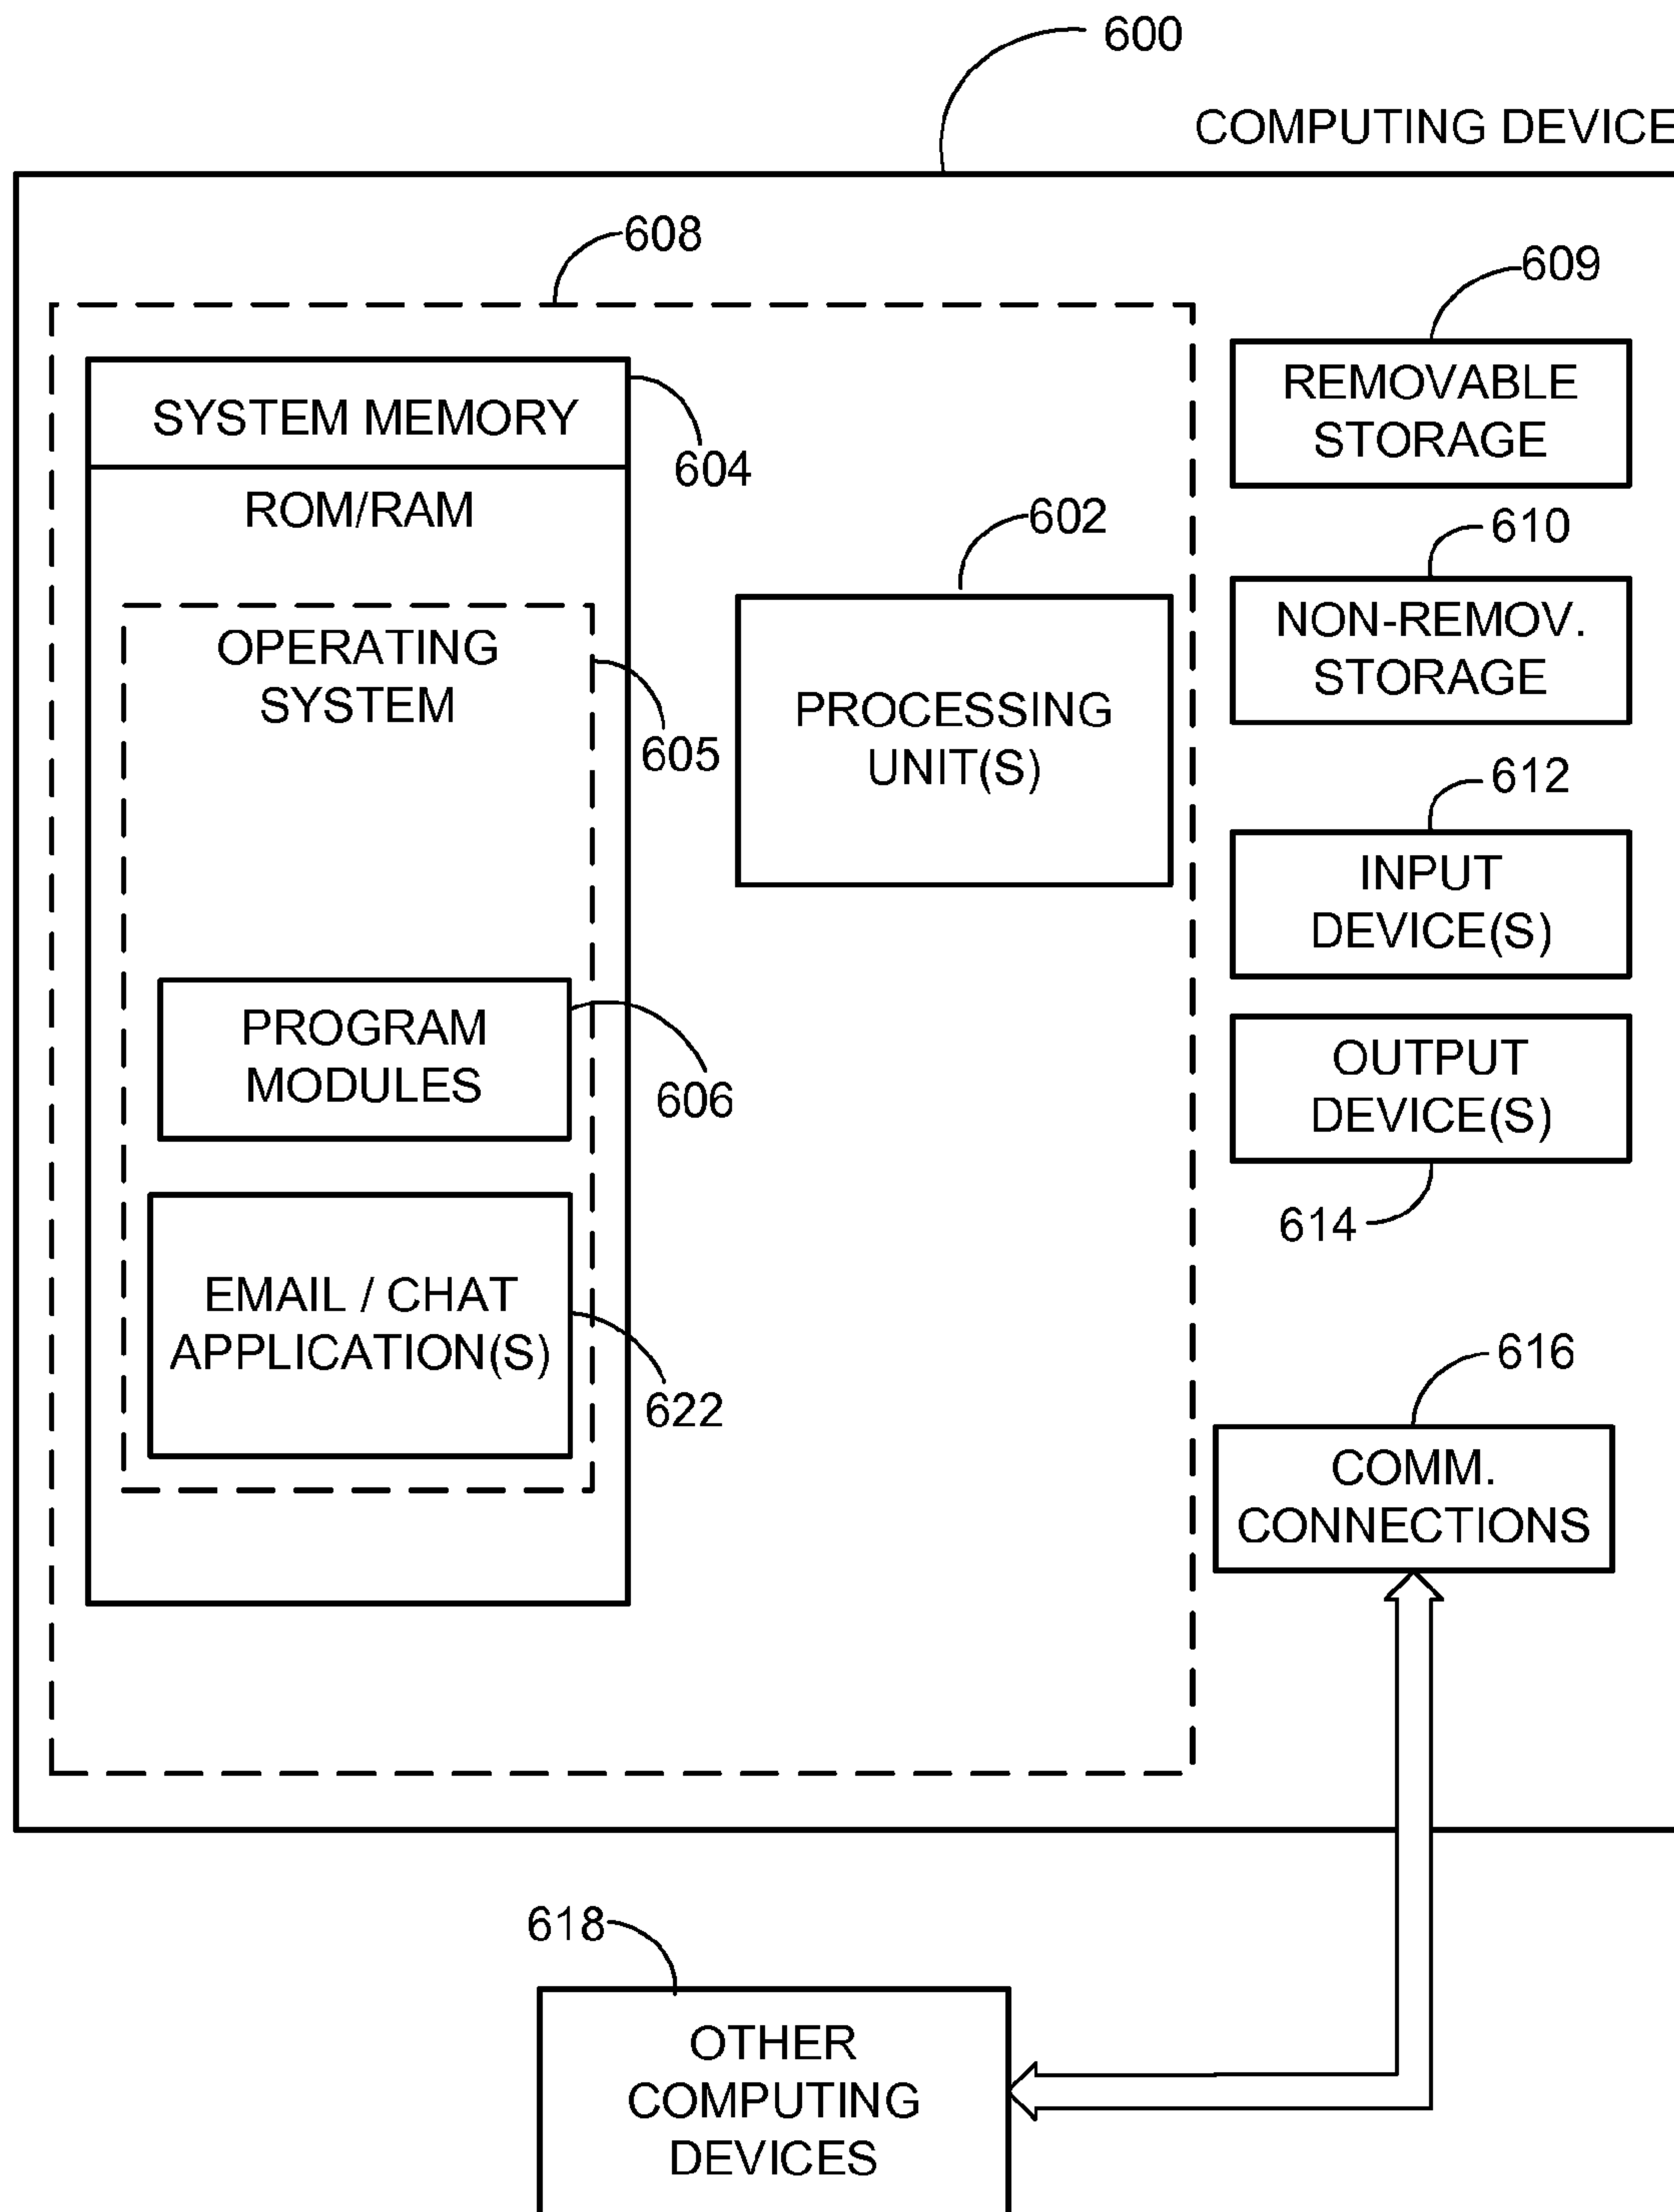 600
COMPUTING DEVICE
608
609
SYSTEM MEMORY
604
REMOVABLE
STORAGE
ROM/RAM
602
610
OPERATING
SYSTEM
605
PROCESSING
UNIT(S)
NON-REMOV.
STORAGE
612
INPUT
DEVICE(S)
PROGRAM
MODULES
606
OUTPUT
DEVICE(S)
614
EMAIL / CHAT
APPLICATION(S)
622
616
COMM.
CONNECTIONS
618
OTHER
COMPUTING
DEVICES